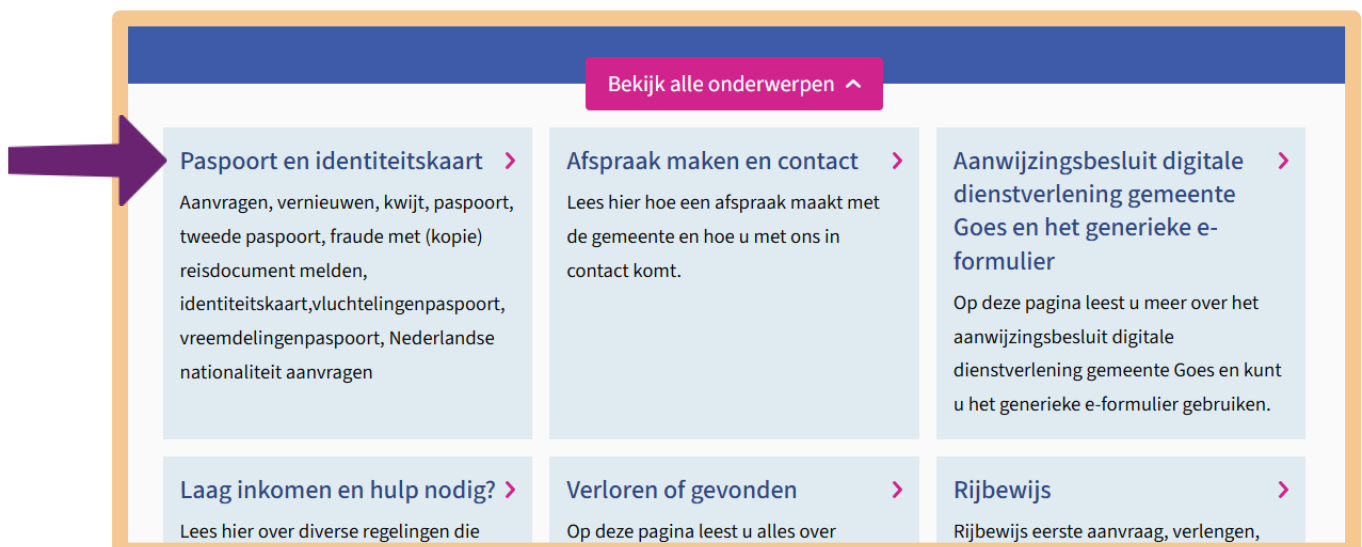 Bekijk alle onderwerpen
Paspoort en identiteitskaart
Aanvragen, vernieuwen, kwijt, paspoort,
tweede paspoort, fraude met (kopie)
reisdocument melden,
identiteitskaart,vluchtelingenpaspoort,
vreemdelingenpaspoort, Nederlandse
nationaliteit aanvragen
Afspraak maken en contact
Lees hier hoe een afspraak maakt met
de gemeente en hoe u met ons in
contact komt.
Aanwijzingsbesluit digitale
dienstverlening gemeente
Goes en het generieke e-
formulier
Op deze pagina leest u meer over het
aanwijzingsbesluit digitale
dienstverlening gemeente Goes en kunt
u het generieke e-formulier gebruiken.
Laag inkomen en hulp nodig?
Lees hier over diverse regelingen die
Verloren of gevonden
Op deze pagina leest u alles over
Rijbewijs
Rijbewijs eerste aanvraag, verlengen,